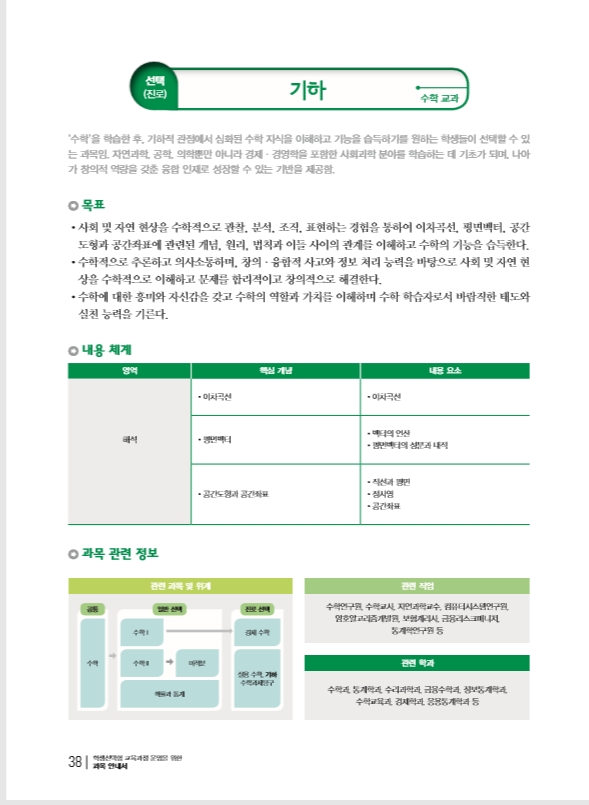 선택
(진로)
기하
수학 교과
'수학'을 학습한 후, 기하적 관점에서 심화된 수학 지식을 이해하고 기능을 습득하기를 원하는 학생들이 선택할 수 있
는 과목임. 자연과학, 공학, 의학뿐만 아니라 경제·경영학을 포함한 사회과학 분야를 학습하는 데 기초가 되며, 나아
가 창의적 역량을 갖춘 융합 인재로 성장할 수 있는 기반을 제공함.
목표
• 사회 및 자연 현상을 수학적으로 관찰, 분석, 조직, 표현하는 경험을 통하여 이차곡선, 평면벡터, 공간
도형과 공간좌표에 관련된 개념, 원리, 법칙과 이들 사이의 관계를 이해하고 수학의 기능을 습득한다.
• 수학적으로 추론하고 의사소통하며, 창의·융합적 사고와 정보 처리 능력을 바탕으로 사회 및 자연 현
상을 수학적으로 이해하고 문제를 합리적이고 창의적으로 해결한다.
• 수학에 대한 흥미와 자신감을 갖고 수학의 역할과 가치를 이해하며 수학 학습자로서 바람직한 태도와
실천 능력을 기른다.
내용 체계
영역 핵심 개념 내용 요소
해석
• 이차곡선 • 이차곡선
• 평면벡터
• 벡터의 연산
• 평면벡터의 성분과 내적
• 공간도형과 공간좌표
• 직선과 평면
• 정사영
• 공간좌표
과목 관련 정보
관련 과목 및 위계
공통 일반 선택 진로 선택
수학
수학Ⅰ
경제 수학
수학Ⅱ
미적분
확률과 통계
실용 수학, 기하
수학과제탐구
관련 직업
수학연구원, 수학교사, 자연과학교수, 컴퓨터시스템연구원,
암호알고리즘개발원, 보험계리사, 금융리스크매니저,
통계학연구원 등
관련 학과
수학과, 통계학과, 수리과학과, 금융수학과, 정보통계학과,
수학교육과, 경제학과, 응용통계학과 등
38
학생선택형 교육과정 운영을 위한
과목 안내서